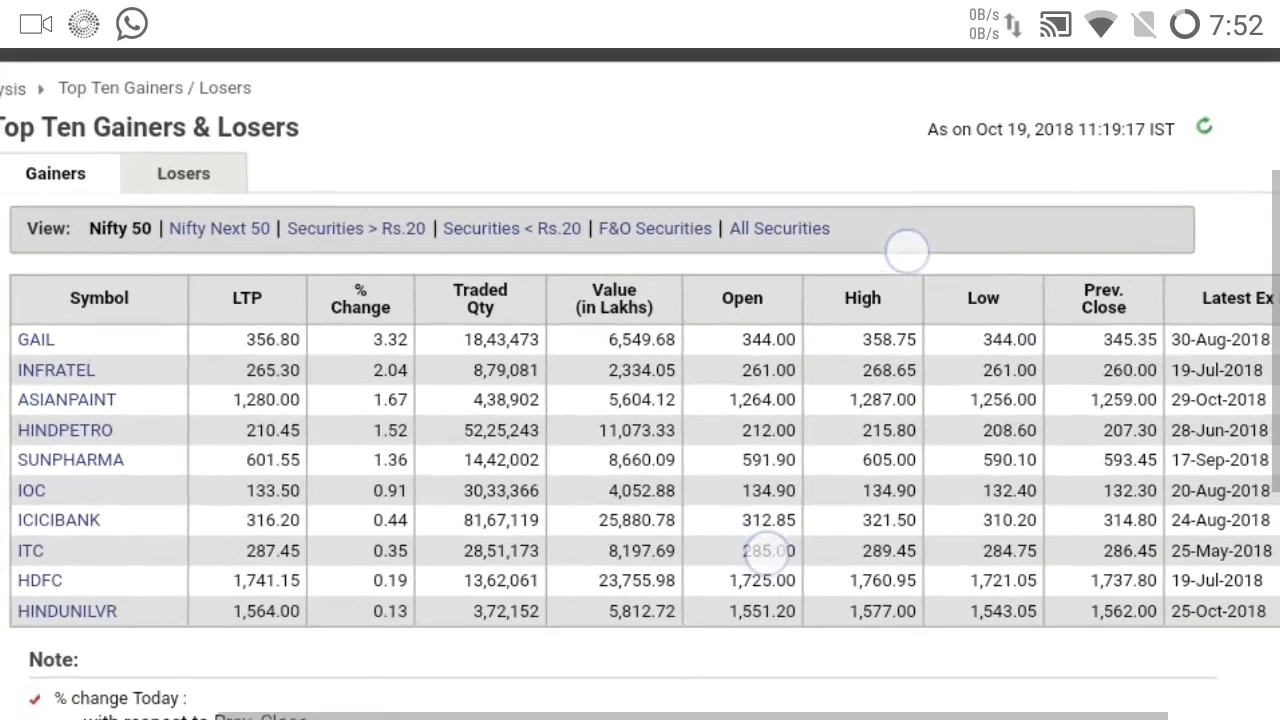 0B/s
0B/s
7:52
ysis Top Ten Gainers / Losers
Top Ten Gainers & Losers
As on Oct 19, 2018 11:19:17 IST
Gainers Losers
View: Nifty 50 | Nifty Next 50 | Securities > Rs.20 | Securities < Rs.20 | F&O Securities | All Securities
Symbol LTP % Change Traded Qty Value (in Lakhs) Open High Low Prev. Close Latest Ex
GAIL 356.80 3.32 18,43,473 6,549.68 344.00 358.75 344.00 345.35 30-Aug-2018
INFRATEL 265.30 2.04 8,79,081 2,334.05 261.00 268.65 261.00 260.00 19-Jul-2018
ASIANPAINT 1,280.00 1.67 4,38,902 5,604.12 1,264.00 1,287.00 1,256.00 1,259.00 29-Oct-2018
HINDPETRO 210.45 1.52 52,25,243 11,073.33 212.00 215.80 208.60 207.30 28-Jun-2018
SUNPHARMA 601.55 1.36 14,42,002 8,660.09 591.90 605.00 590.10 593.45 17-Sep-2018
IOC 133.50 0.91 30,33,366 4,052.88 134.90 134.90 132.40 132.30 20-Aug-2018
ICICIBANK 316.20 0.44 81,67,119 25,880.78 312.85 321.50 310.20 314.80 24-Aug-2018
ITC 287.45 0.35 28,51,173 8,197.69 285.00 289.45 284.75 286.45 25-May-2018
HDFC 1,741.15 0.19 13,62,061 23,755.98 1,725.00 1,760.95 1,721.05 1,737.80 19-Jul-2018
HINDUNILVR 1,564.00 0.13 3,72,152 5,812.72 1,551.20 1,577.00 1,543.05 1,562.00 25-Oct-2018
Note:
% change Today :
with respect to Prev. Close